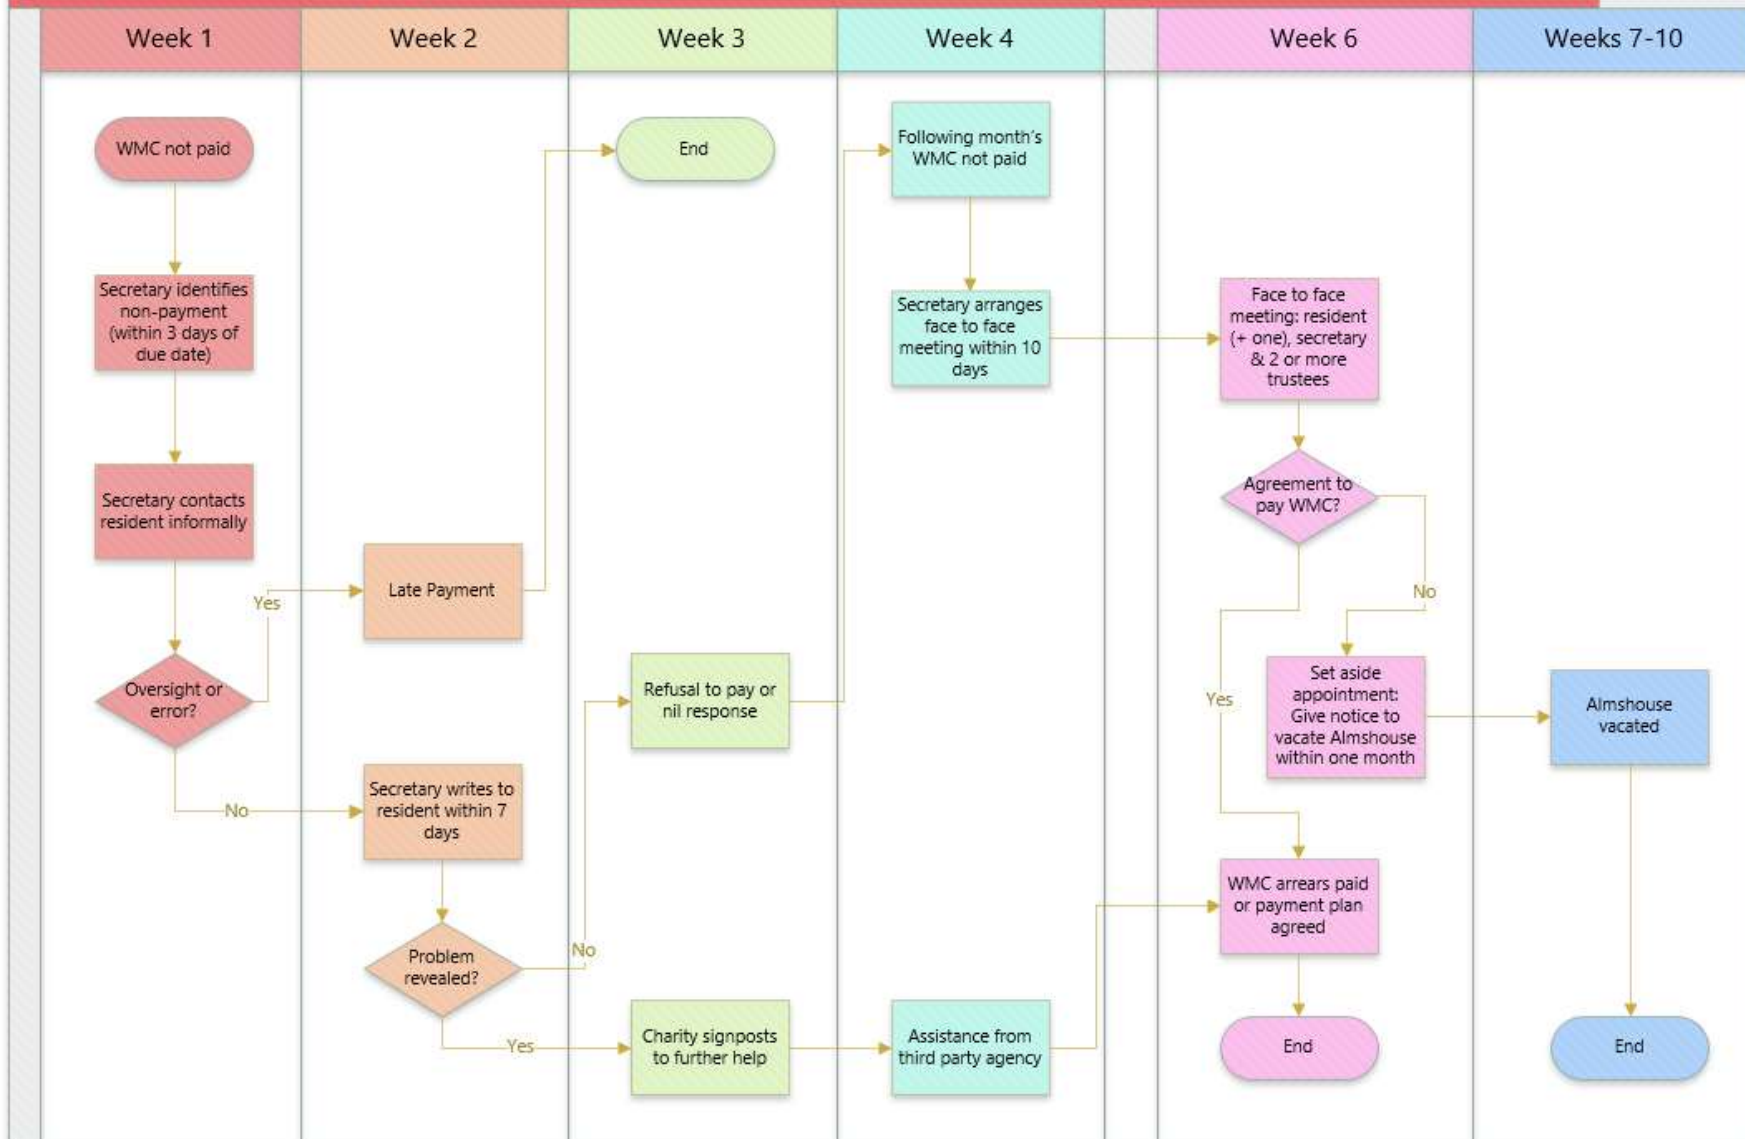 Week 1
Week 2
Week 3
Week 4
Week 6
Weeks 7-10
WMC not paid
Secretary identifies
non-payment
(within 3 days of
due date)
Secretary contacts
resident informally
Oversight or
error?
Yes
No
Late Payment
Secretary writes to
resident within 7
days
Problem
revealed?
No
Yes
End
Refusal to pay or
nil response
Charity signposts
to further help
Following month's
WMC not paid
Secretary arranges
face to face
meeting within 10
days
Assistance from
third party agency
Face to face
meeting: resident
(+ one), secretary
& 2 or more
trustees
Agreement to
pay WMC?
No
Yes
Set aside
appointment:
Give notice to
vacate Almshouse
within one month
WMC arrears paid
or payment plan
agreed
End
Almshouse
vacated
End